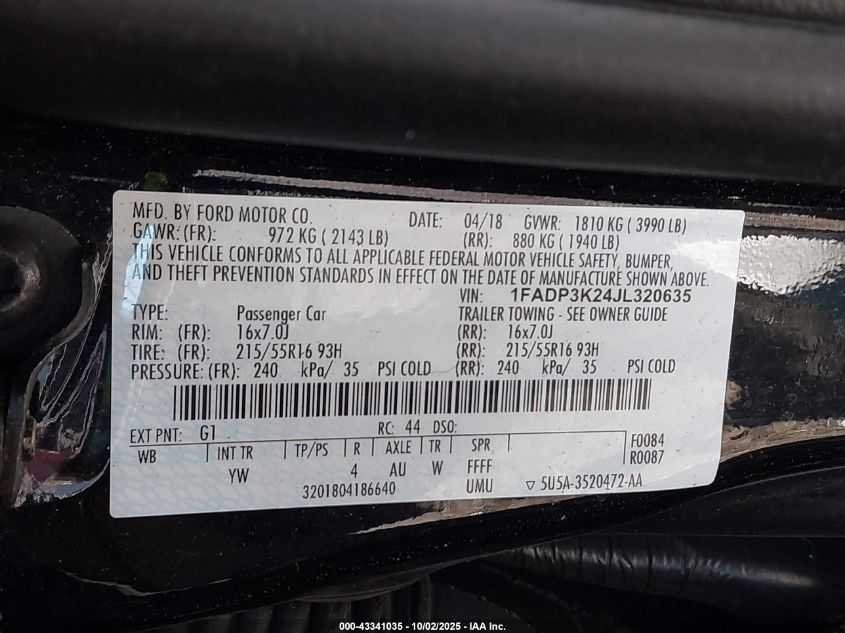 MFD. BY FORD MOTOR CO. DATE: 04/18 GVWR: 1810 KG ( 3990 LB)
GAWR: (FR): 972 KG ( 2143 LB) (RR): 880 KG ( 1940 LB)
THIS VEHICLE CONFORMS TO ALL APPLICABLE FEDERAL MOTOR VEHICLE SAFETY, BUMPER,
AND THEFT PREVENTION STANDARDS IN EFFECT ON THE DATE OF MANUFACTURE SHOWN ABOVE.
VIN: 1FADP3K24JL320635
TYPE: Passenger Car TRAILER TOWING - SEE OWNER GUIDE
RIM: (FR): 16x7.0J (RR): 16x7.0J
TIRE: (FR): 215/55R16 93H (RR): 215/55R16 93H
PRESSURE: (FR): 240 kPa/ 35 PSI COLD (RR): 240 kPa/ 35 PSI COLD
EXT PNT: G1 RC: 44 DSO:
WB INT TR TP/PS R AXLE TR SPR F0084
YW 4 AU W FFFF R0087
3201804186640 UMU ▽ 5U5A-3520472-AA
000-43341035 - 10/02/2025 - IAA Inc.